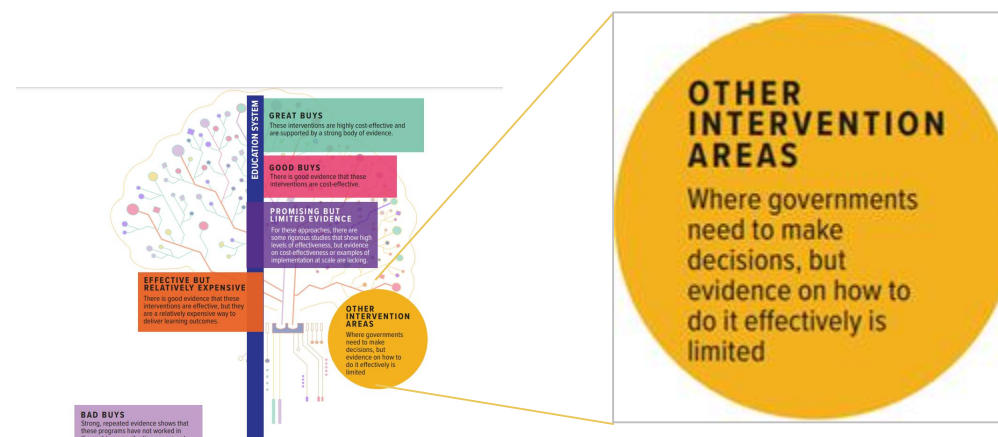 EDUCATION SYSTEM
GREAT BUYS
These interventions are highly cost-effective and
are supported by a strong body of evidence.
GOOD BUYS
There is good evidence that these
interventions are cost-effective.
PROMISING BUT
LIMITED EVIDENCE
For these approaches, there are
some rigorous studies that show high
levels of effectiveness, but evidence
on cost-effectiveness or examples of
implementation at scale are lacking.
EFFECTIVE BUT
RELATIVELY EXPENSIVE
There is good evidence that these
interventions are effective, but they
are a relatively expensive way to
deliver learning outcomes.
OTHER
INTERVENTION
AREAS
Where governments
need to make
decisions, but
evidence on how to
do it effectively is
limited
BAD BUYS
Strong, repeated evidence shows that
these programs have not worked in
OTHER
INTERVENTION
AREAS
Where governments
need to make
decisions, but
evidence on how to
do it effectively is
limited